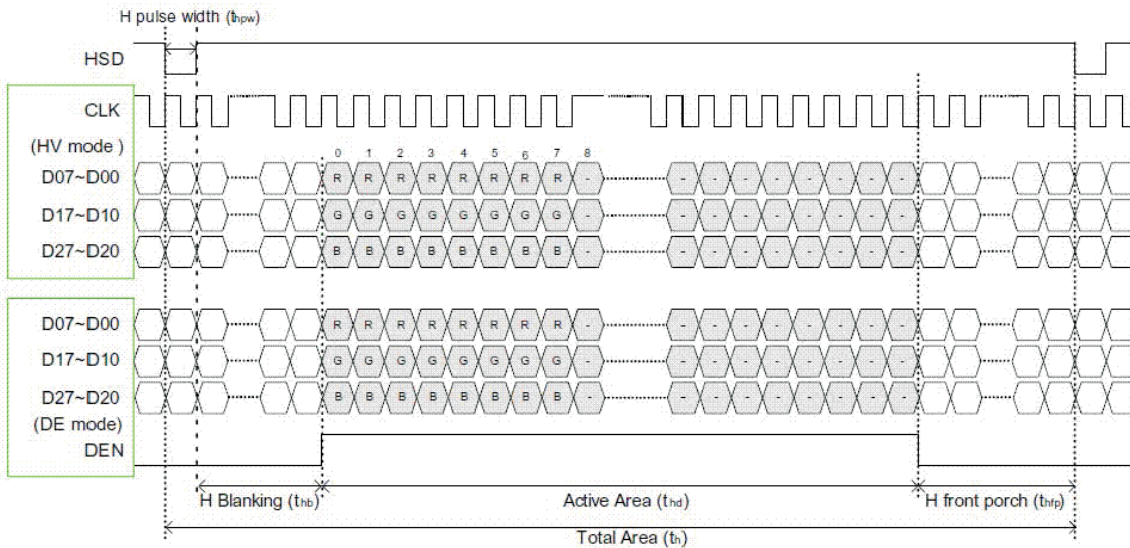 H pulse width (thpw)
HSD
CLK
(HV mode )
0 1 2 3 4 5 6 7 8
D07~D00 R R R R R R R R - - - - - - - - -
D17~D10 G G G G G G G G - - - - - - - - -
D27~D20 B B B B B B B B - - - - - - - - -
D07~D00 R R R R R R R R - - - - - - - - -
D17~D10 G G G G G G G G - - - - - - - - -
D27~D20 B B B B B B B B - - - - - - - - -
(DE mode)
DEN
H Blanking (thb) Active Area (thd) H front porch (thfp)
Total Area (th)